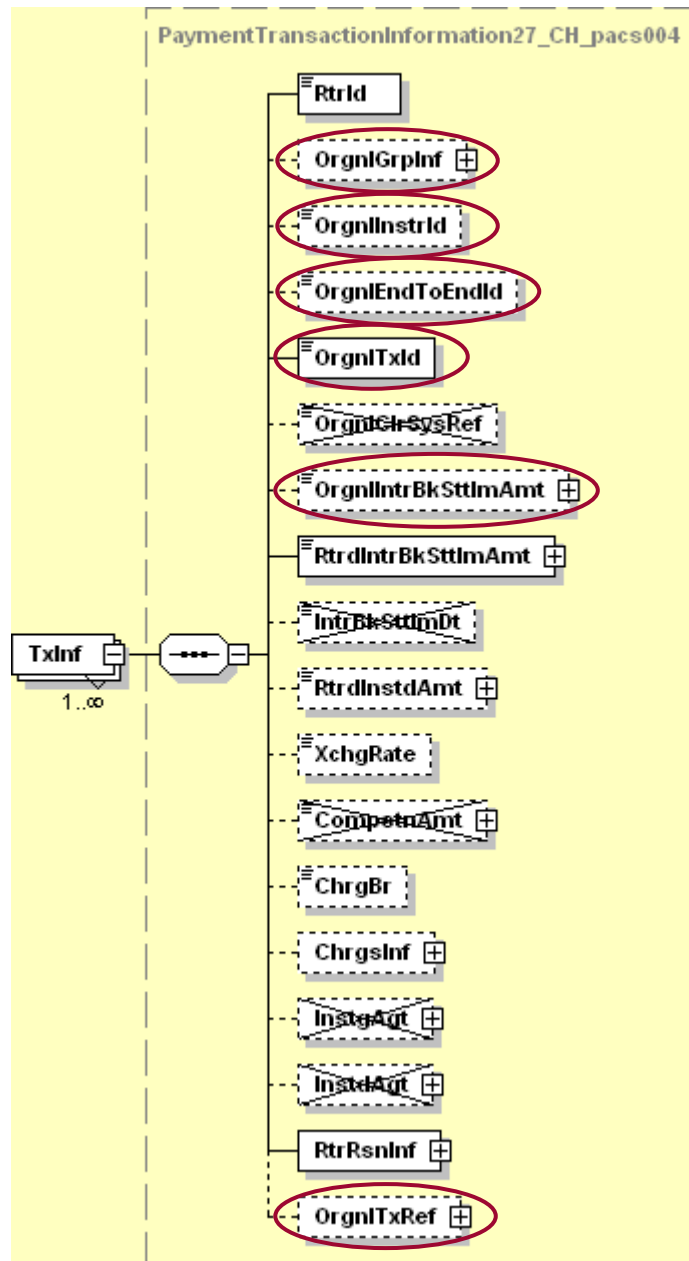 PaymentTransactionInformation27_CH_pacs004
RtrId
OrgnlGrpInf
OrgnlInstrId
OrgnlEndToEndId
OrgnlTxId
OrgnlClrSysRef
OrgnlIntrBkSttlmAmt
RtrdIntrBkSttlmAmt
IntrBkSttlmDt
TxInf
1..∞
RtrdInstdAmt
XchgRate
CompstnAmt
ChrgBr
ChrgsInf
InstgAgt
InstdAgt
RtrRsnInf
OrgnlTxRef